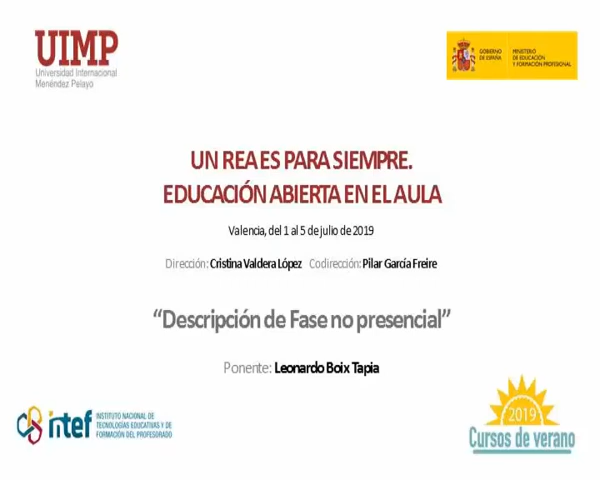 UIMP
Universidad Internacional
Menéndez Pelayo
GOBIERNO
DE ESPAÑA
MINISTERIO
DE EDUCACIÓN
Y FORMACIÓN PROFESIONAL
UN REA ES PARA SIEMPRE.
EDUCACIÓN ABIERTA EN EL AULA
Valencia, del 1 al 5 de julio de 2019
Dirección: Cristina Valdera López Codirección: Pilar García Freire
“Descripción de Fase no presencial”
Ponente: Leonardo Boix Tapia
intef
INSTITUTO NACIONAL DE
TECNOLOGÍAS EDUCATIVAS Y DE
FORMACIÓN DEL PROFESORADO
2019
Cursos de verano